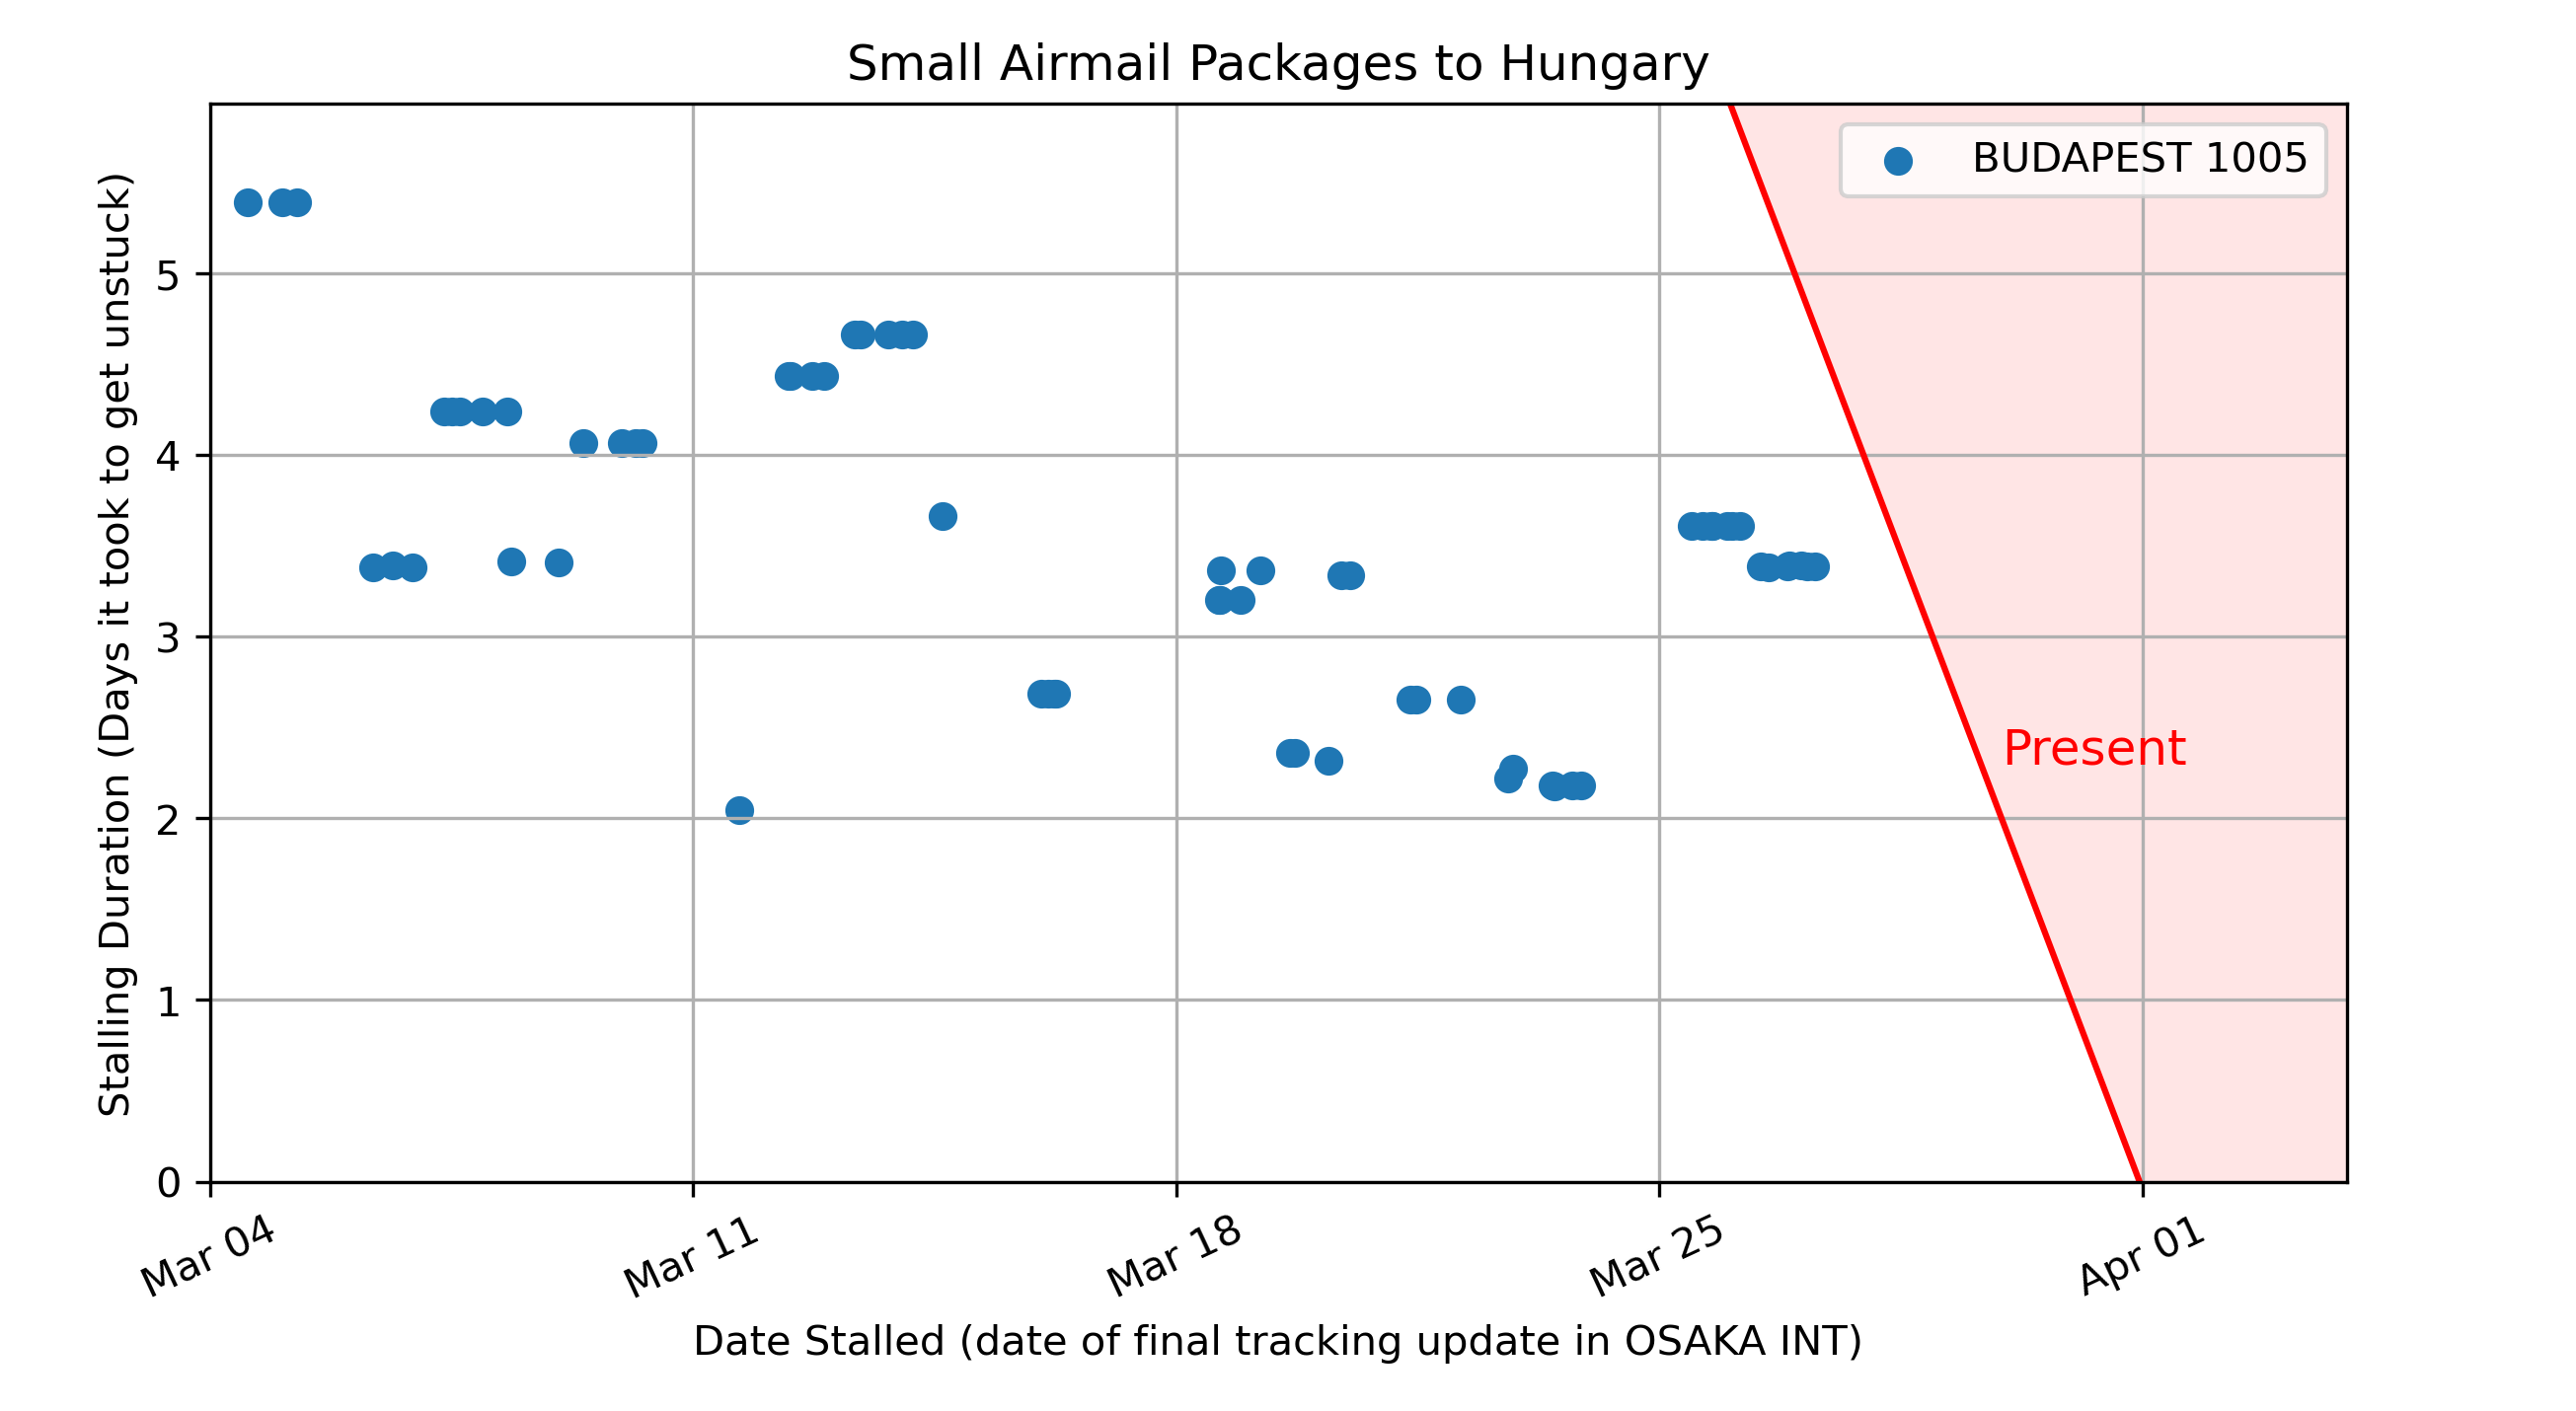 Small Airmail Packages to Hungary
BUDAPEST 1005
Stalling Duration (Days it took to get unstuck)
5
4
3
2
1
0
Present
Mar 04
Mar 11
Mar 18
Mar 25
Apr 01
Date Stalled (date of final tracking update in OSAKA INT)